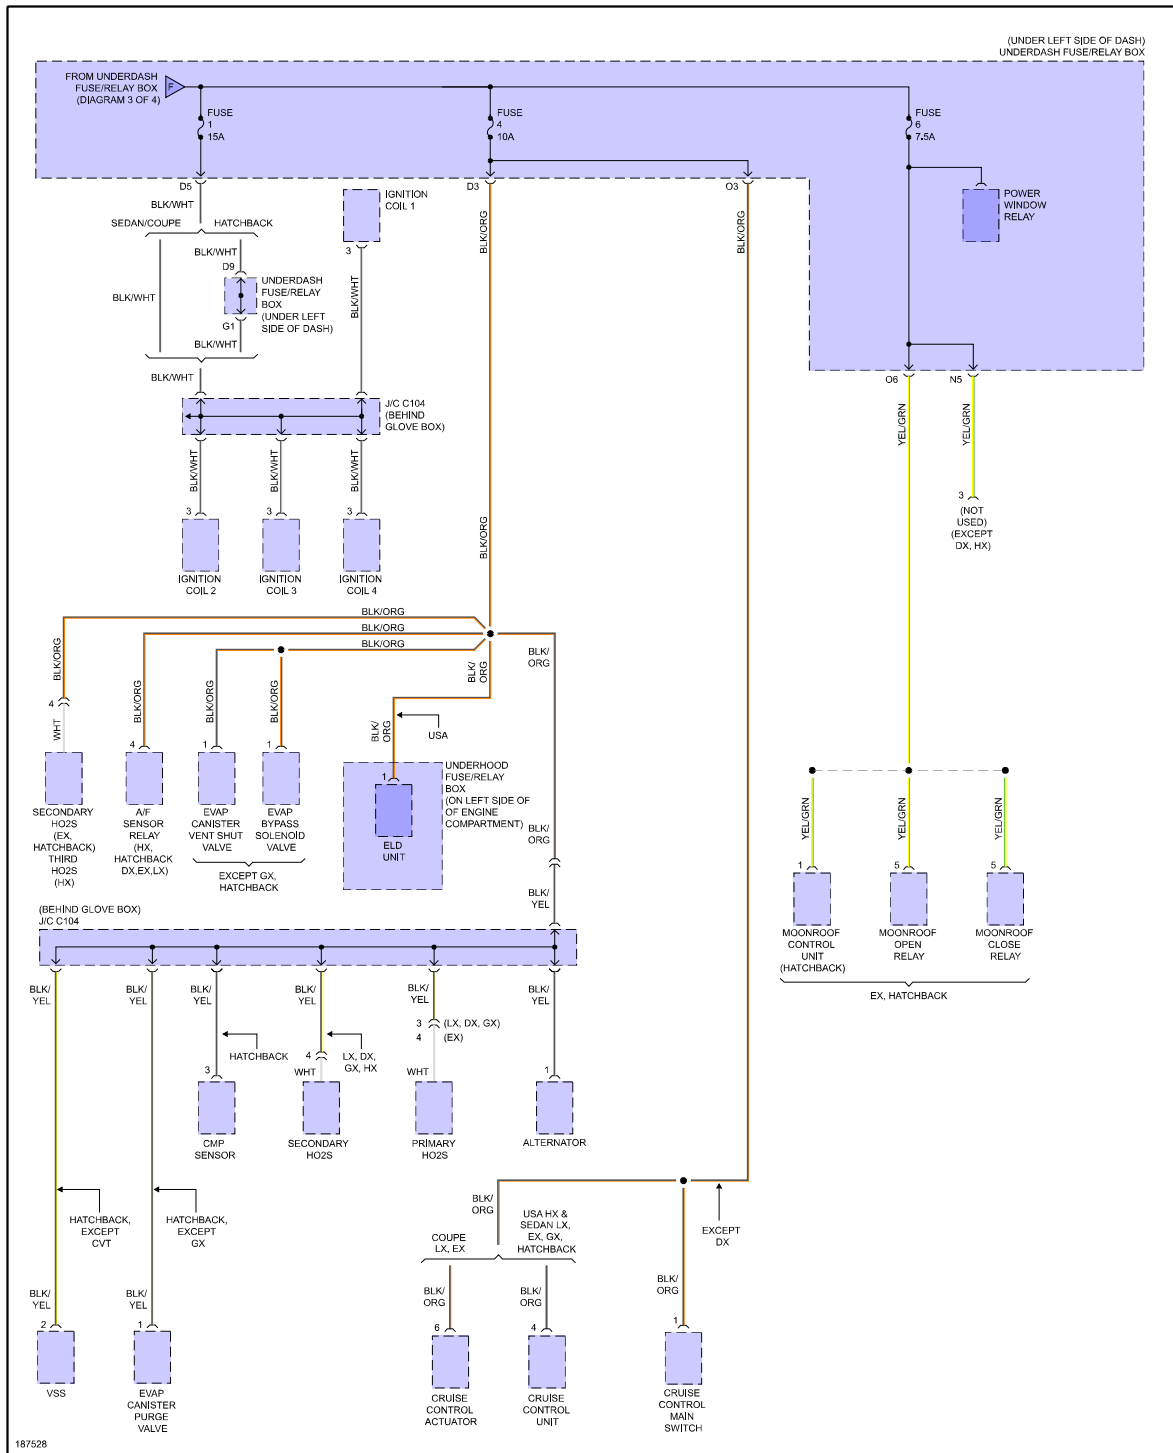 (UNDER LEFT SIDE OF DASH)
UNDERDASH FUSE/RELAY BOX
FROM UNDERDASH
FUSE/RELAY BOX
(DIAGRAM 3 OF 4)
F
FUSE
1
15A
FUSE
4
10A
FUSE
6
7.5A
POWER
WINDOW
RELAY
D5
D3
O3
BLK/WHT
SEDAN/COUPE
HATCHBACK
BLK/WHT
D9
BLK/WHT
UNDERDASH
FUSE/RELAY
BOX
(UNDER LEFT
SIDE OF DASH)
G1
BLK/WHT
BLK/WHT
IGNITION
COIL 1
3
BLK/WHT
BLK/ORG
BLK/ORG
J/C C104
(BEHIND
GLOVE BOX)
O6
N5
YEL/GRN
YEL/GRN
3
(NOT
USED)
(EXCEPT
DX, HX)
BLK/WHT
BLK/WHT
BLK/WHT
3
3
3
IGNITION
COIL 2
IGNITION
COIL 3
IGNITION
COIL 4
BLK/ORG
BLK/ORG
BLK/ORG
BLK/ORG
BLK/ORG
BLK/ORG
BLK/ORG
BLK/ORG
BLK/
ORG
BLK/
ORG
4
WHT
4
1
1
BLK/
ORG
USA
SECONDARY
HO2S
(EX,
HATCHBACK)
THIRD
HO2S
(HX)
A/F
SENSOR
RELAY
(HX,
HATCHBACK
DX,EX,LX)
EVAP
CANISTER
VENT SHUT
VALVE
EVAP
BYPASS
SOLENOID
VALVE
EXCEPT GX,
HATCHBACK
1
ELD
UNIT
UNDERHOOD
FUSE/RELAY
BOX
(ON LEFT SIDE OF
OF ENGINE
COMPARTMENT)
BLK/
ORG
BLK/
YEL
YEL/GRN
YEL/GRN
YEL/GRN
1
5
5
MOONROOF
CONTROL
UNIT
(HATCHBACK)
MOONROOF
OPEN
RELAY
MOONROOF
CLOSE
RELAY
EX, HATCHBACK
(BEHIND GLOVE BOX)
J/C C104
BLK/
YEL
BLK/
YEL
BLK/
YEL
BLK/
YEL
BLK/
YEL
BLK/
YEL
HATCHBACK
3
CMP
SENSOR
4
LX, DX,
GX, HX
WHT
SECONDARY
HO2S
3
(LX, DX, GX)
4
(EX)
WHT
PRIMARY
HO2S
1
ALTERNATOR
HATCHBACK,
EXCEPT
CVT
HATCHBACK,
EXCEPT
GX
BLK/
ORG
EXCEPT
DX
COUPE
LX, EX
USA HX &
SEDAN LX,
EX, GX,
HATCHBACK
BLK/
YEL
BLK/
YEL
BLK/
ORG
BLK/
ORG
BLK/
ORG
2
1
6
4
1
VSS
EVAP
CANISTER
PURGE
VALVE
CRUISE
CONTROL
ACTUATOR
CRUISE
CONTROL
UNIT
CRUISE
CONTROL
MAIN
SWITCH
187528